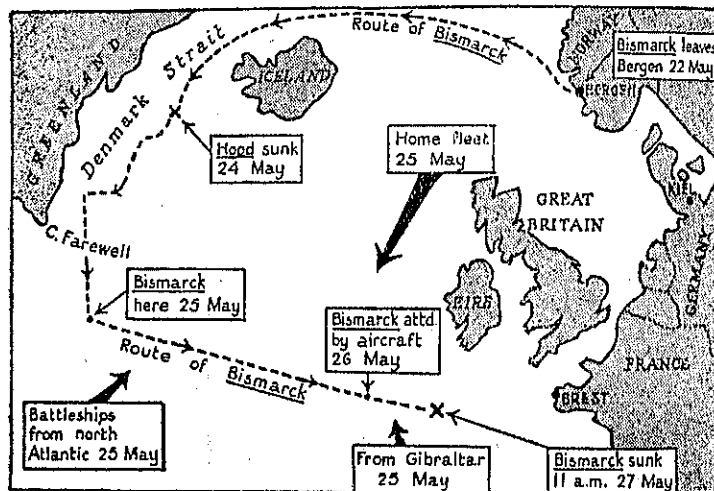 Route of Bismarck
NORWAY
Bismarck leaves
Bergen 22 May
ICELAND
GREENLAND
Denmark Strait
Hood sunk
24 May
Home fleet
25 May
KIEL
GREAT
BRITAIN
C. Farewell
GERMANY
EIRE
Bismarck
here 25 May
Bismarck attd.
by aircraft
26 May
Route of Bismarck
FRANCE
BREST
Battleships
from north
Atlantic 25 May
From Gibraltar
25 May
Bismarck sunk
11 a.m. 27 May